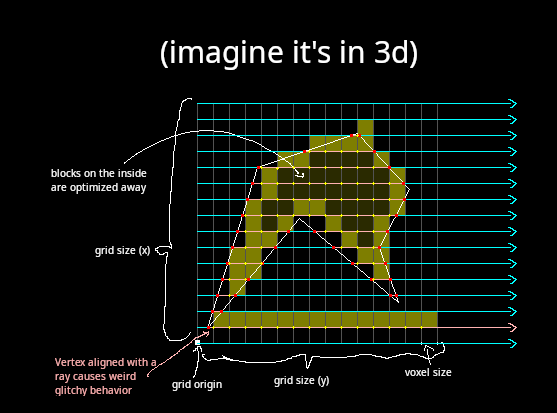 (imagine it's in 3d)
blocks on the inside
are optimized away
grid size (x)
Vertex aligned with a
ray causes weird
glitchy behavior
grid origin
grid size (y)
voxel size